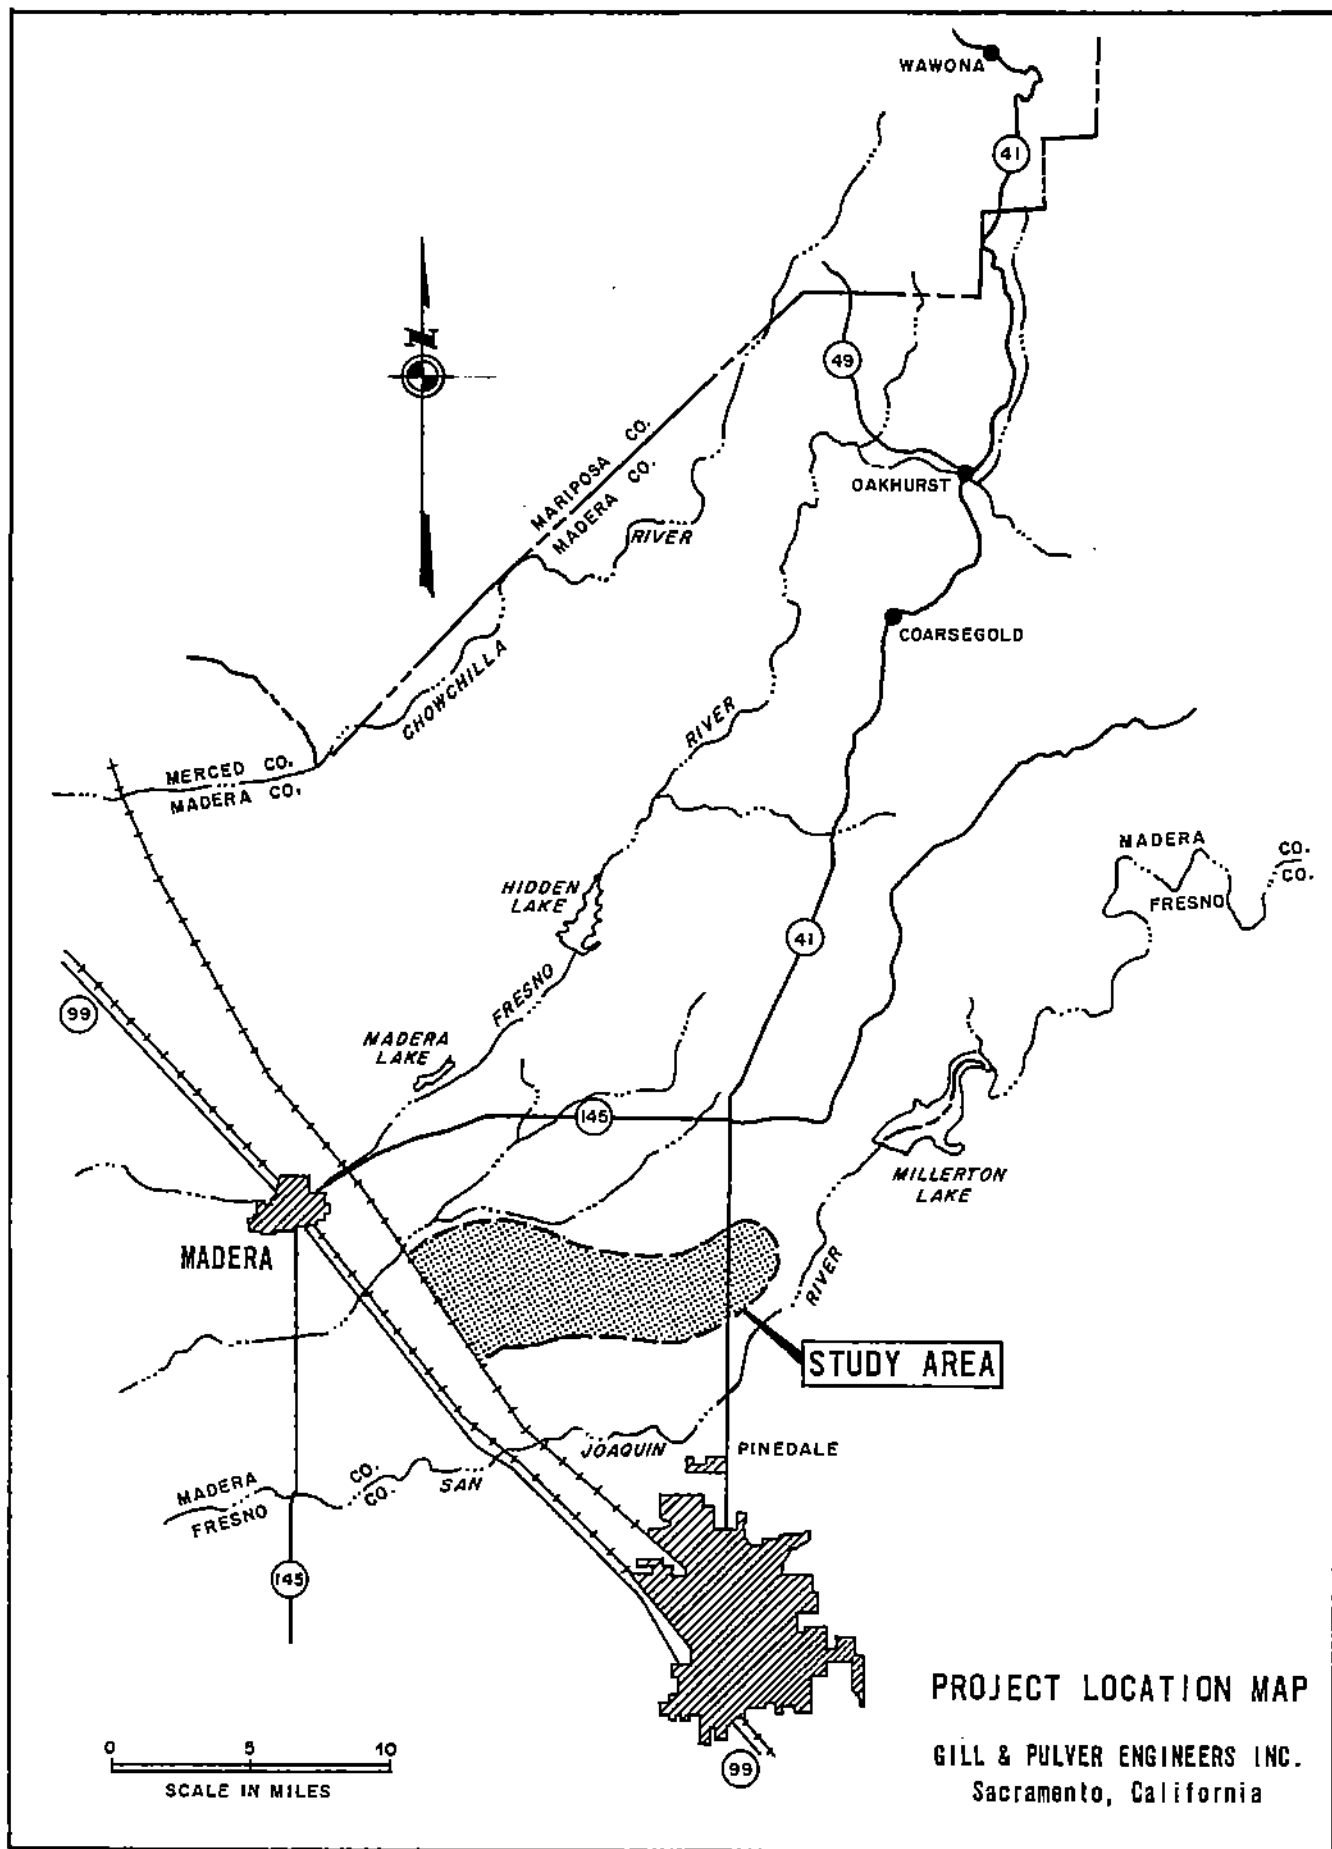 WAWONA
41
49
MARIPOSA CO.
MADERA CO.
RIVER
OAKHURST
N
COARSEGOLD
CHOWCHILLA
RIVER
MERCED CO.
MADERA CO.
MADERA CO.
FRESNO CO.
HIDDEN
LAKE
41
FRESNO
99
MADERA
LAKE
145
MILLERTON
LAKE
MADERA
RIVER
STUDY AREA
JOAQUIN
PINEDALE
SAN
MADERA CO.
FRESNO CO.
145
PROJECT LOCATION MAP
0 5 10
SCALE IN MILES
GILL & PULVER ENGINEERS INC.
Sacramento, California
99